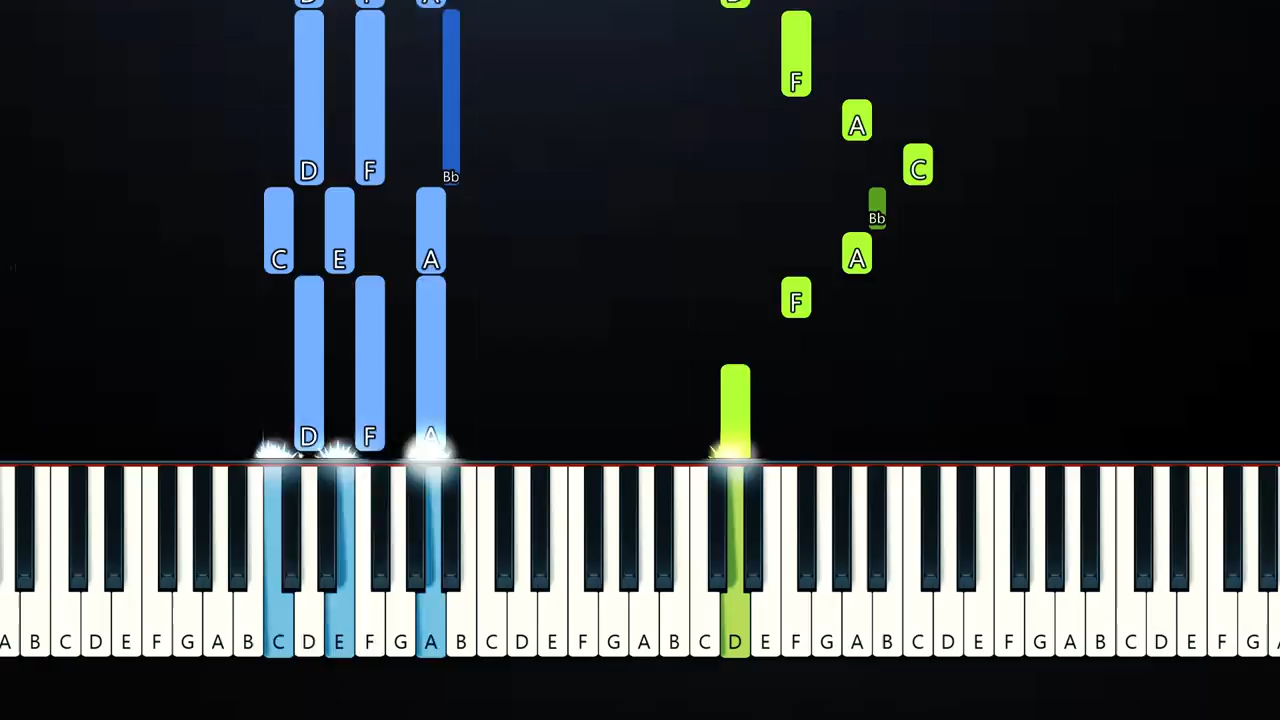 D F A D
F
A
D F Bb C
Bb
C E A A
F
D F A
A B C D E F G A B C D E F G A B C D E F G A B C D E F G A B C D E F G A B C D E F G